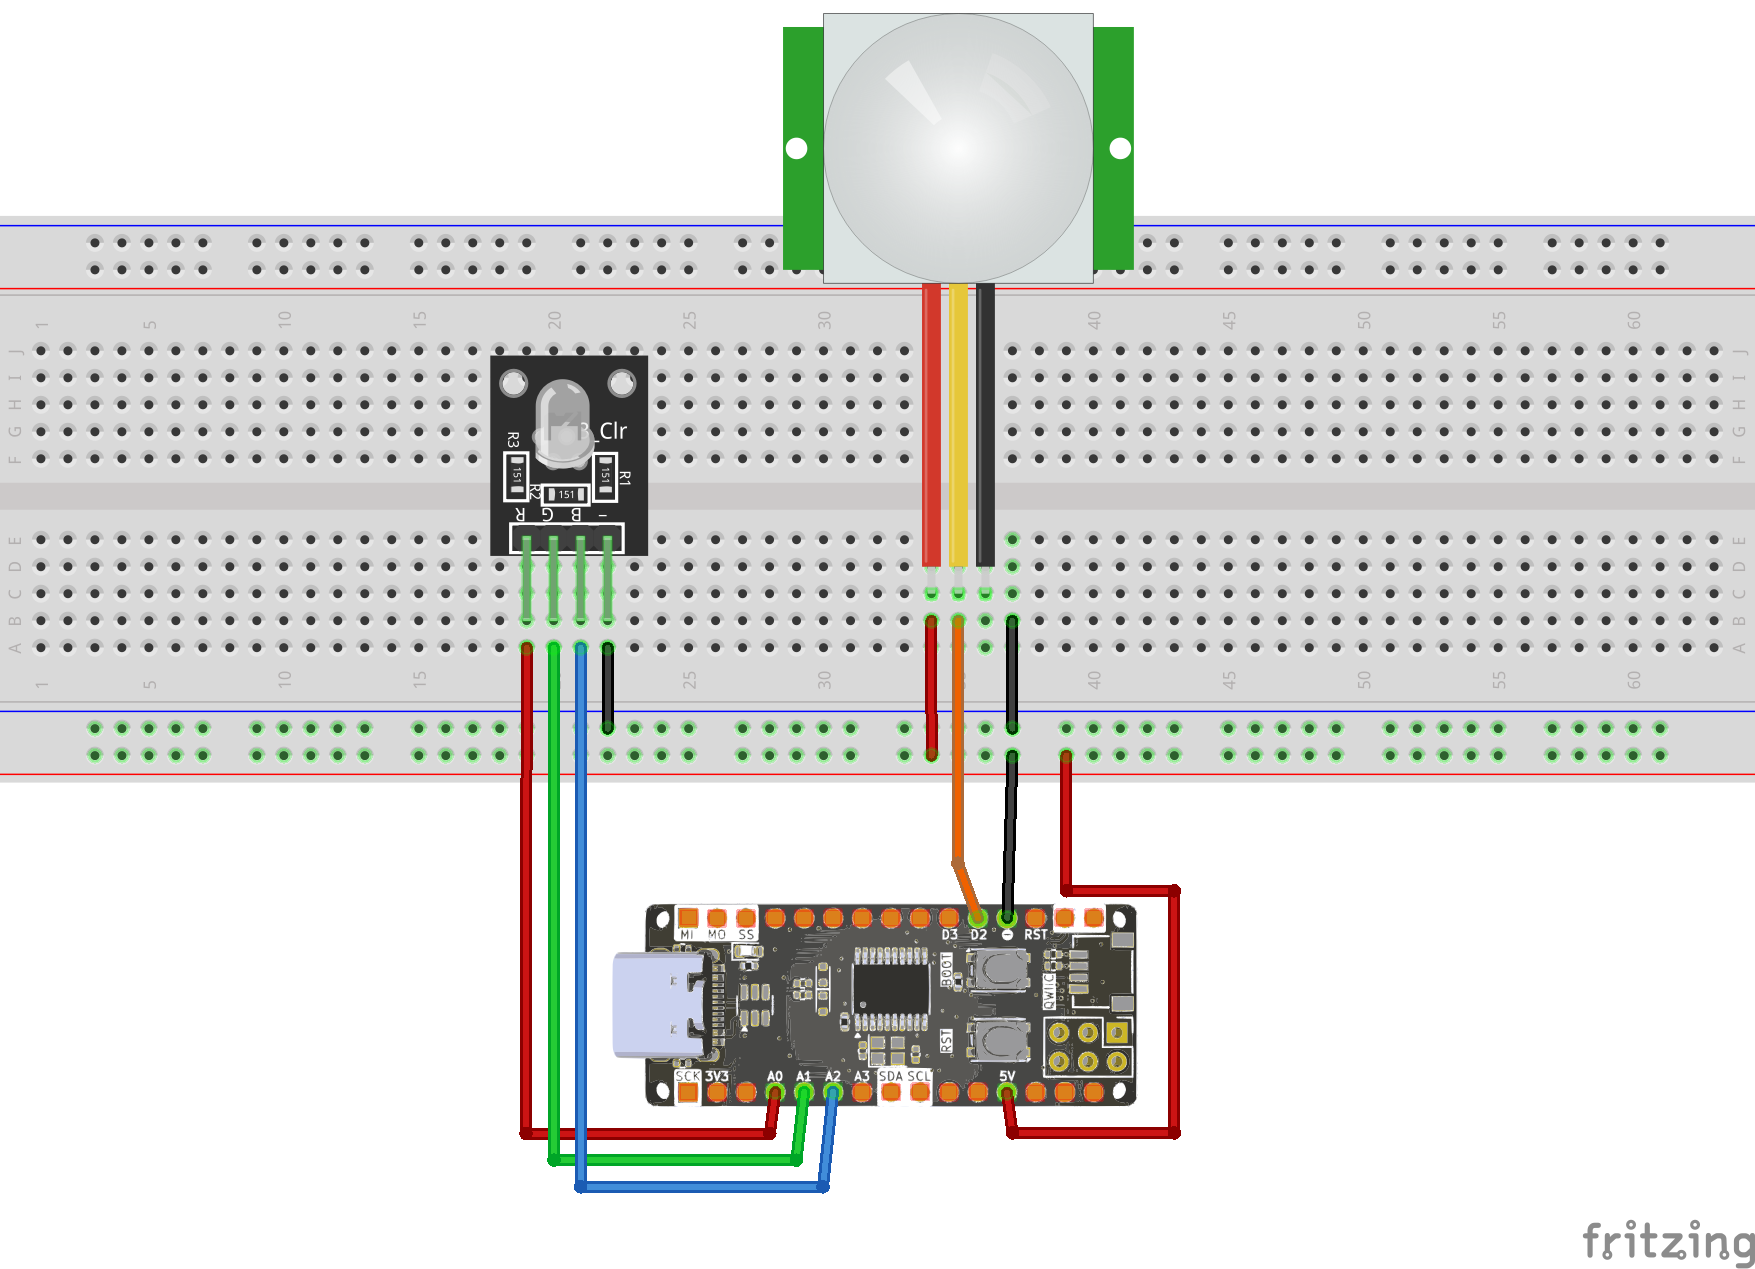 1 5 10 15 20 25 30 40 45 50 55 60
J J
I I
H H
G G
F F
_Clr
R3 R1
151 151
R2 151
R G B -
E E
D D
C C
B B
A A
1 5 10 15 25 30 40 45 50 55 60
MI MO SS D3 D2 RST
BOOT
QWIIC
RST
SCK 3V3 A0 A1 A2 A3 SDA SCL 5V
fritzing